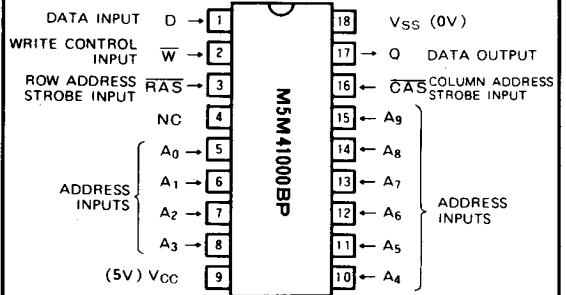 DATA INPUT D → 1
WRITE CONTROL INPUT W̅ → 2
ROW ADDRESS STROBE INPUT R̅A̅S̅ → 3
NC 4
A0 → 5
A1 → 6
A2 → 7
A3 → 8
ADDRESS INPUTS
(5V) VCC 9
M5M41000BP
18 VSS (0V)
17 → Q DATA OUTPUT
16 ← C̅A̅S̅ COLUMN ADDRESS STROBE INPUT
15 ← A9
14 ← A8
13 ← A7
12 ← A6
11 ← A5
10 ← A4
ADDRESS INPUTS